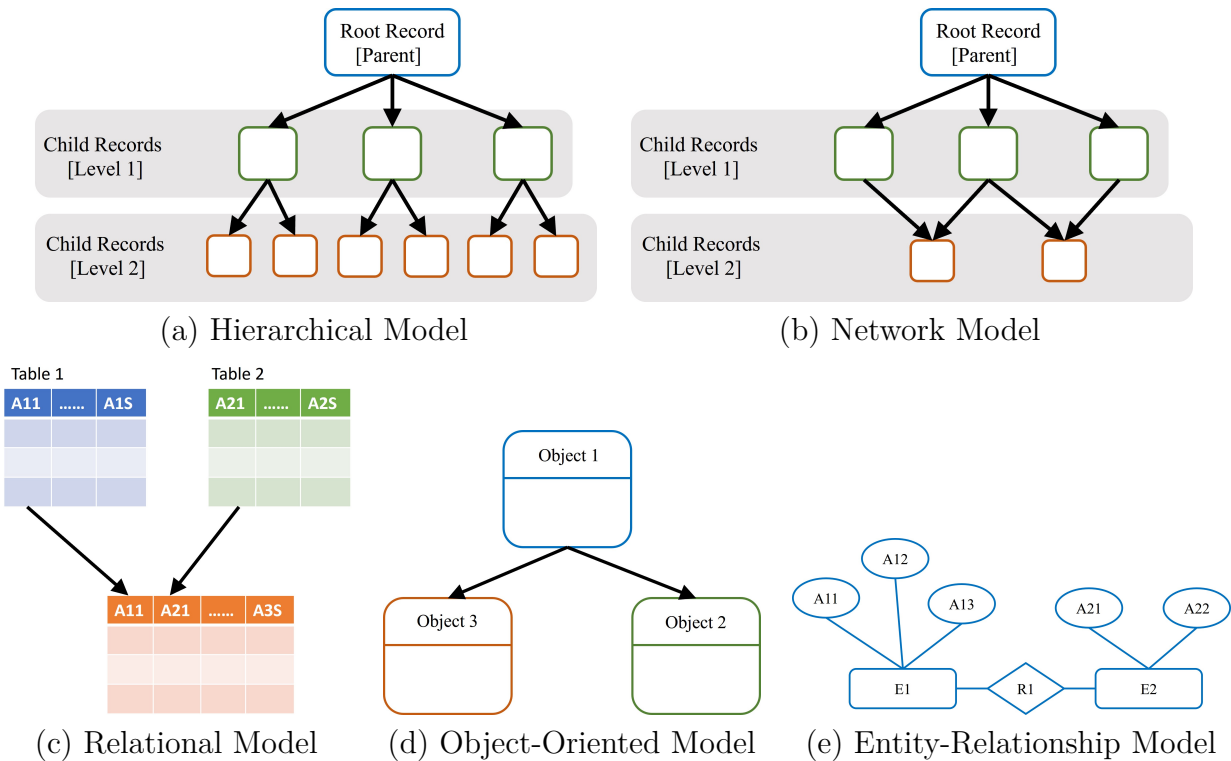 Root Record
[Parent]
Child Records
[Level 1]
Child Records
[Level 2]
(a) Hierarchical Model
Root Record
[Parent]
Child Records
[Level 1]
Child Records
[Level 2]
(b) Network Model
Table 1
A11 ...... A1S
Table 2
A21 ...... A2S
A11 A21 ...... A3S
(c) Relational Model
Object 1
Object 3
Object 2
(d) Object-Oriented Model
A12
A11
A13
A21
A22
E1
R1
E2
(e) Entity-Relationship Model